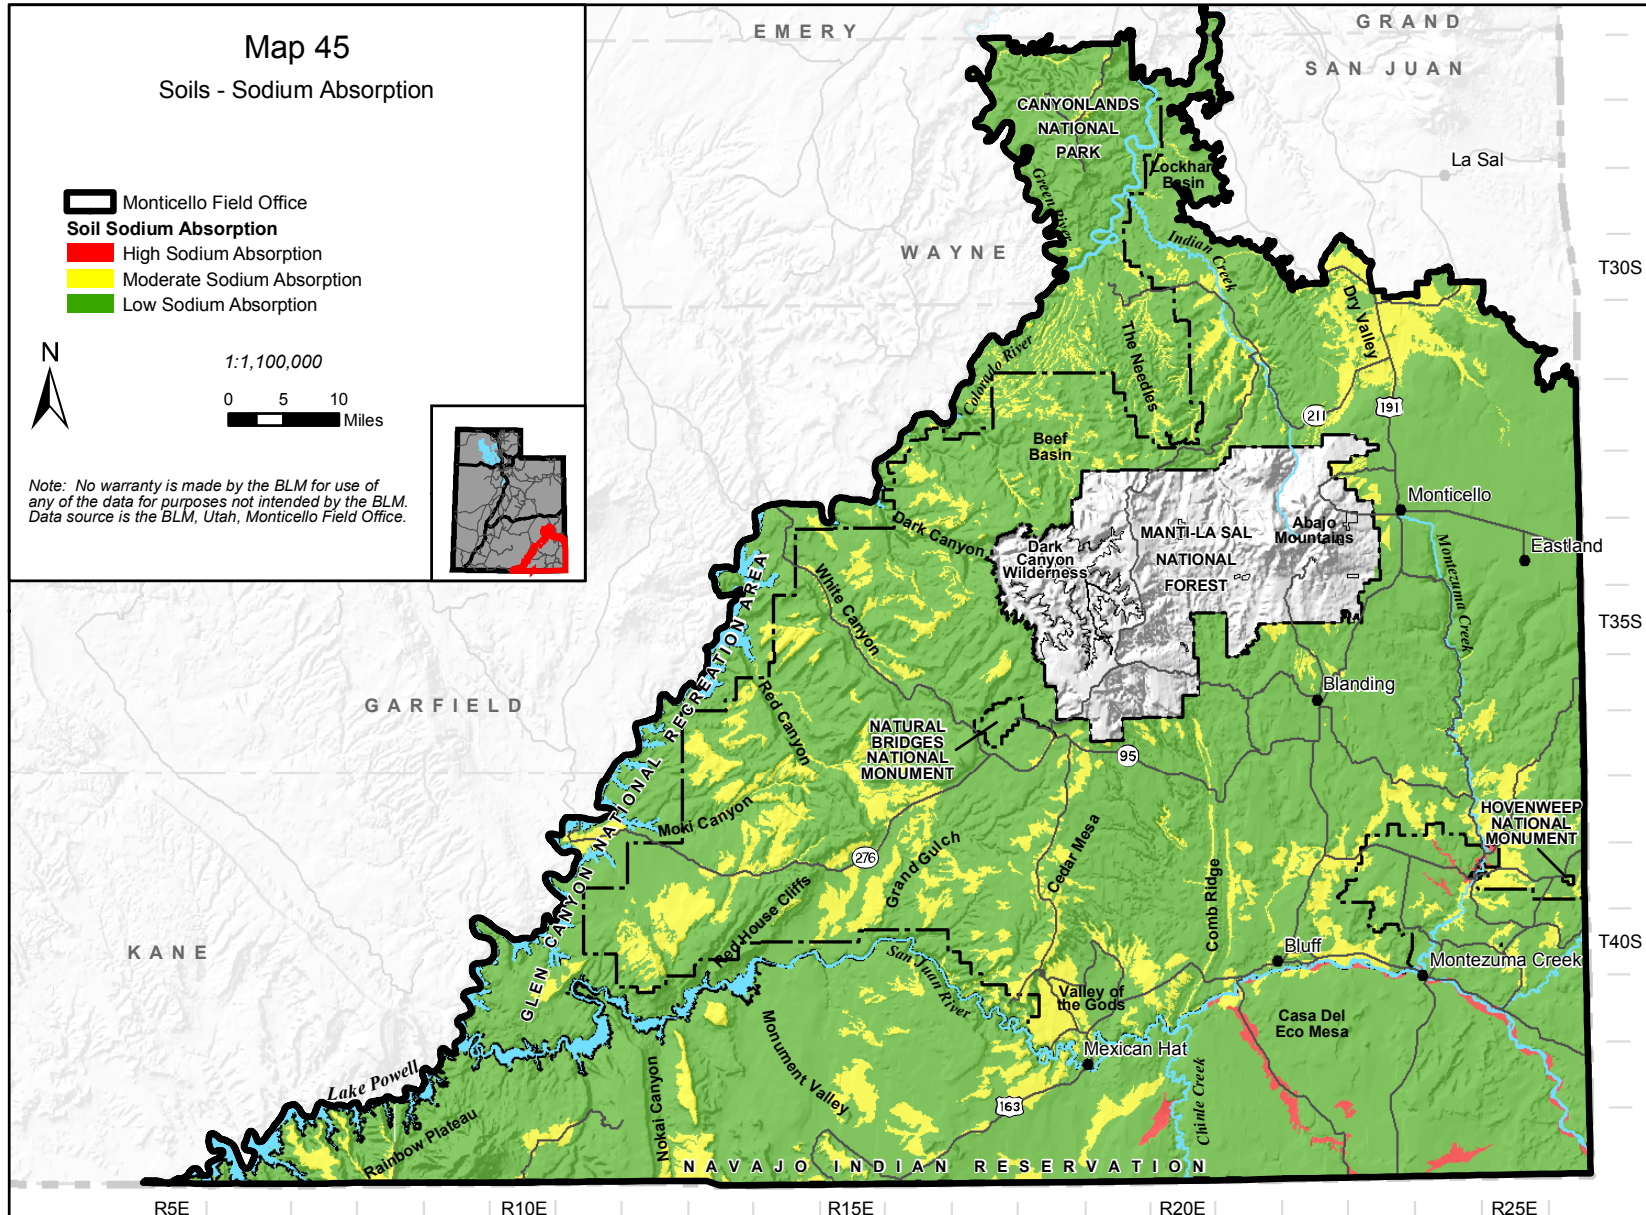 Map 45
Soils - Sodium Absorption
Monticello Field Office
Soil Sodium Absorption
High Sodium Absorption
Moderate Sodium Absorption
Low Sodium Absorption
N
1:1,100,000
0 5 10
Miles
Note: No warranty is made by the BLM for use of
any of the data for purposes not intended by the BLM.
Data source is the BLM, Utah, Monticello Field Office.
EMERY
GRAND
SAN JUAN
WAYNE
GARFIELD
KANE
La Sal
CANYONLANDS
NATIONAL
PARK
Lockhar
Basin
Green River
Indian Creek
Dry Valley
The Needles
Colorado River
211
191
Beef
Basin
Monticello
Eastland
Dark Canyon
Dark
Canyon
Wilderness
MANTI-LA SAL
NATIONAL
FOREST
Abajo
Mountains
Montezuma Creek
White Canyon
Blanding
Red Canyon
NATURAL
BRIDGES
NATIONAL
MONUMENT
95
GLEN CANYON NATIONAL RECREATION AREA
Moki Canyon
276
Grand Gulch
Cedar Mesa
Comb Ridge
HOVENWEEP
NATIONAL
MONUMENT
Red House Cliffs
Bluff
Montezuma Creek
San Juan River
Valley of
the Gods
Casa Del
Eco Mesa
Mexican Hat
Monument Valley
Nokai Canyon
Lake Powell
Rainbow Plateau
163
Chinle Creek
NAVAJO INDIAN RESERVATION
T30S
T35S
T40S
R5E R10E R15E R20E R25E